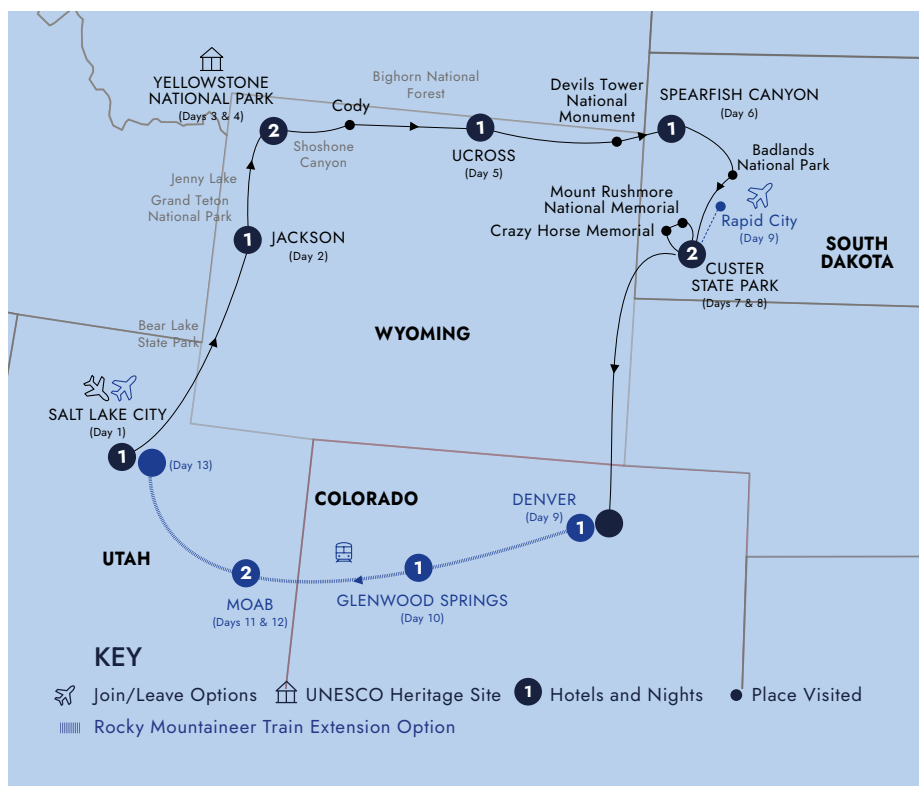 YELLOWSTONE
NATIONAL PARK
(Days 3 & 4)
2
Cody
Bighorn National
Forest
Shoshone
Canyon
1
UCROSS
(Day 5)
Devils Tower
National
Monument
1
SPEARFISH CANYON
(Day 6)
Badlands
National Park
Jenny Lake
Grand Teton
National Park
1
JACKSON
(Day 2)
Mount Rushmore
National Memorial
Crazy Horse Memorial
Rapid City
(Day 9)
2
CUSTER
STATE PARK
(Days 7 & 8)
SOUTH
DAKOTA
Bear Lake
State Park
WYOMING
SALT LAKE CITY
(Day 1)
1
(Day 13)
COLORADO
DENVER
(Day 9)
1
UTAH
2
MOAB
(Days 11 & 12)
1
GLENWOOD SPRINGS
(Day 10)
KEY
Join/Leave Options
UNESCO Heritage Site
1
Hotels and Nights
Place Visited
Rocky Mountaineer Train Extension Option